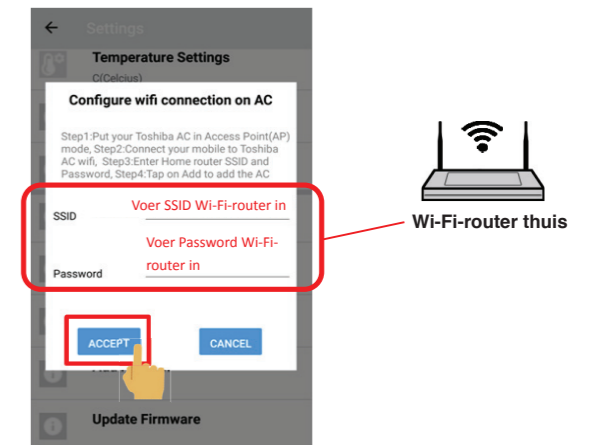 Settings
Temperature Settings
C(Celcius)
Configure wifi connection on AC
Step1:Put your Toshiba AC in Access Point(AP)
mode, Step2:Connect your mobile to Toshiba
AC wifi, Step3:Enter Home router SSID and
Password, Step4:Tap on Add to add the AC
SSID
Voer SSID Wi-Fi-router in
Voer Password Wi-Fi-
router in
Password
Wi-Fi-router thuis
ACCEPT
CANCEL
Update Firmware